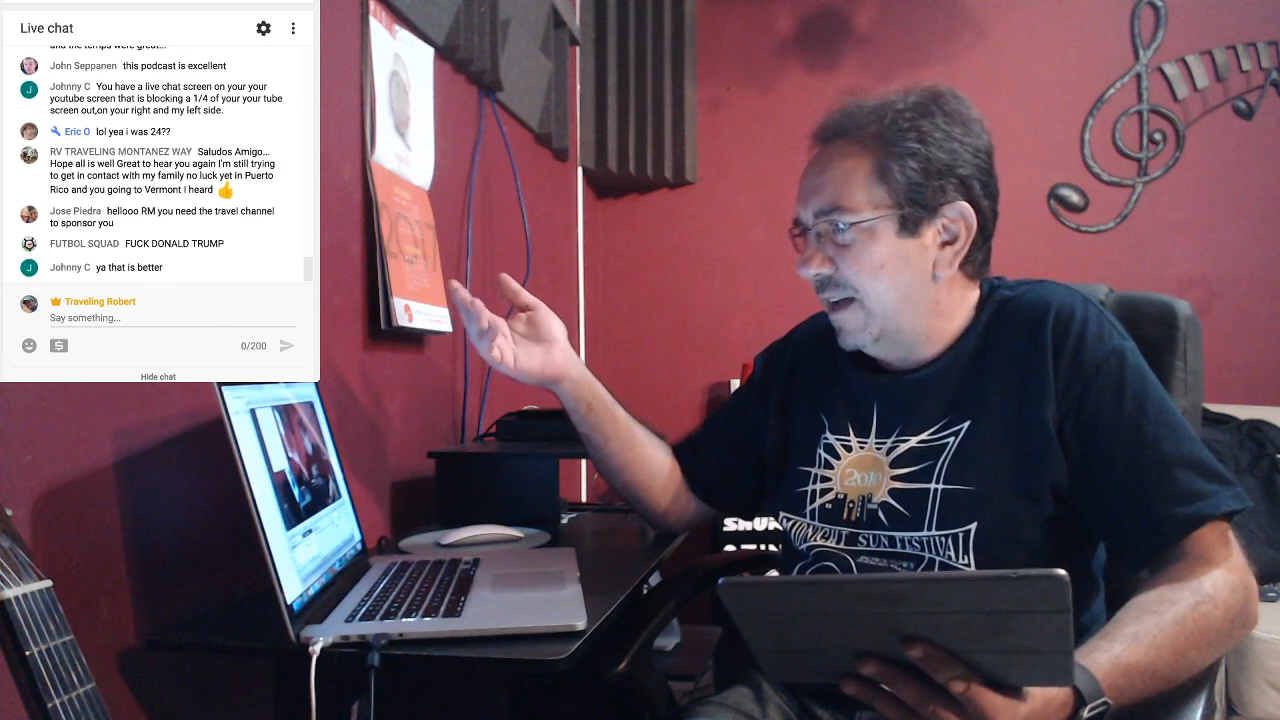 Live chat
and the temps were great...
John Seppanen this podcast is excellent
Johnny C You have a live chat screen on your your
youtube screen that is blocking a 1/4 of your your tube
screen out,on your right and my left side.
Eric O lol yea i was 24??
RV TRAVELING MONTANEZ WAY Saludos Amigo...
Hope all is well Great to hear you again I'm still trying
to get in contact with my family no luck yet in Puerto
Rico and you going to Vermont I heard 👍
Jose Piedra hellooo RM you need the travel channel
to sponsor you
FUTBOL SQUAD FUCK DONALD TRUMP
Johnny C ya that is better
Traveling Robert
Say something...
0/200
Hide chat
2017
2010
MIDNIGHT SUN FESTIVAL